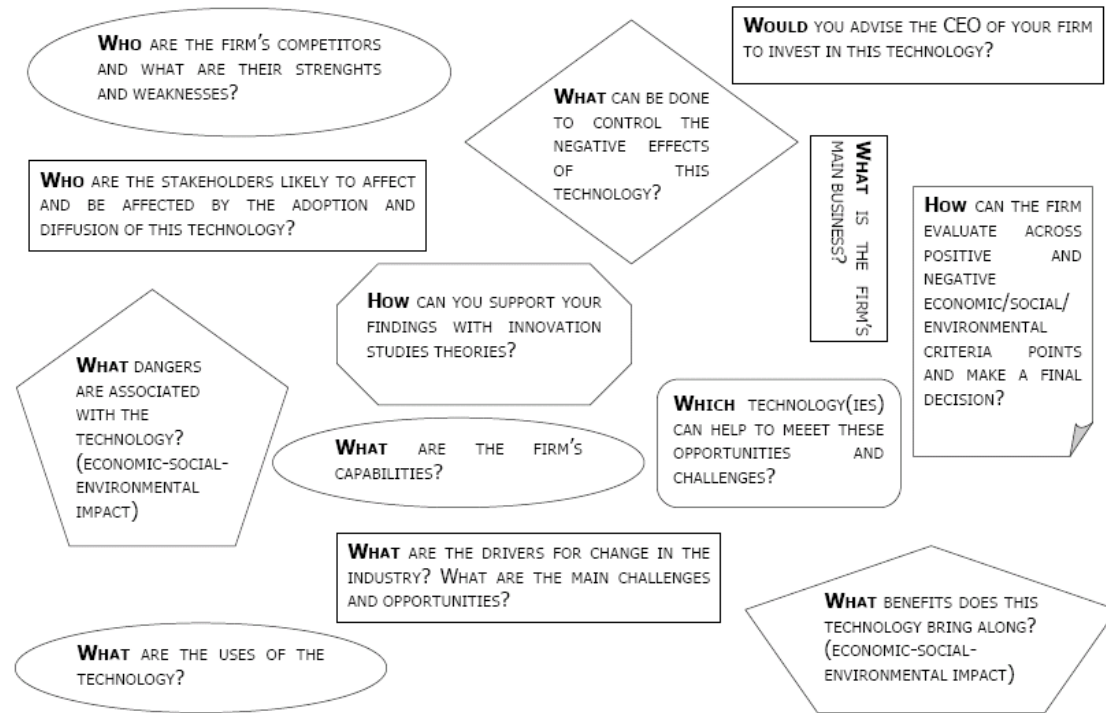 WHO ARE THE FIRM'S COMPETITORS
AND WHAT ARE THEIR STRENGHTS
AND WEAKNESSES?
WHAT CAN BE DONE
TO CONTROL THE
NEGATIVE EFFECTS
OF THIS
TECHNOLOGY?
WOULD YOU ADVISE THE CEO OF YOUR FIRM
TO INVEST IN THIS TECHNOLOGY?
WHO ARE THE STAKEHOLDERS LIKELY TO AFFECT
AND BE AFFECTED BY THE ADOPTION AND
DIFFUSION OF THIS TECHNOLOGY?
WHAT IS THE FIRM'S
MAIN BUSINESS?
HOW CAN THE FIRM
EVALUATE ACROSS
POSITIVE AND
NEGATIVE
ECONOMIC/SOCIAL/
ENVIRONMENTAL
CRITERIA POINTS
AND MAKE A FINAL
DECISION?
HOW CAN YOU SUPPORT YOUR
FINDINGS WITH INNOVATION
STUDIES THEORIES?
WHAT DANGERS
ARE ASSOCIATED
WITH THE
TECHNOLOGY?
(ECONOMIC-SOCIAL-
ENVIRONMENTAL
IMPACT)
WHAT ARE THE FIRM'S
CAPABILITIES?
WHICH TECHNOLOGY(IES)
CAN HELP TO MEEET THESE
OPPORTUNITIES AND
CHALLENGES?
WHAT ARE THE DRIVERS FOR CHANGE IN THE
INDUSTRY? WHAT ARE THE MAIN CHALLENGES
AND OPPORTUNITIES?
WHAT BENEFITS DOES THIS
TECHNOLOGY BRING ALONG?
(ECONOMIC-SOCIAL-
ENVIRONMENTAL IMPACT)
WHAT ARE THE USES OF THE
TECHNOLOGY?